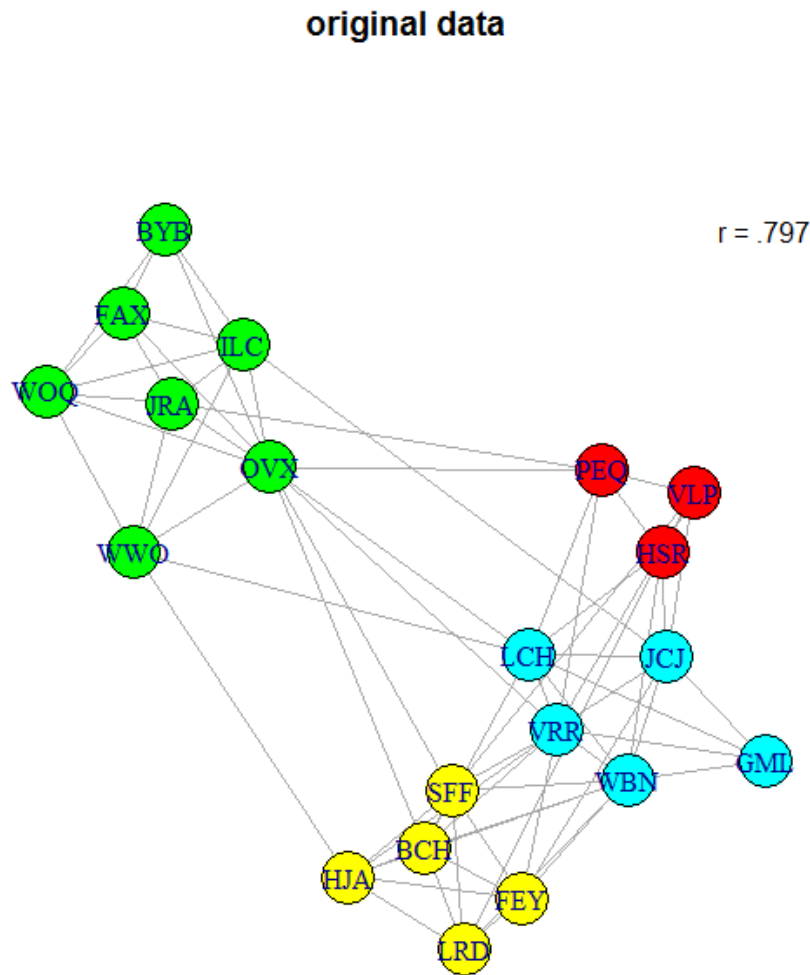 original data
BYB
r = .797
FAX
ILC
WOQ
JRA
OVX
PEQ
VLP
WWO
HSR
LCH
JCJ
VRR
GML
WBN
SFF
BCH
HJA
FEY
LRD